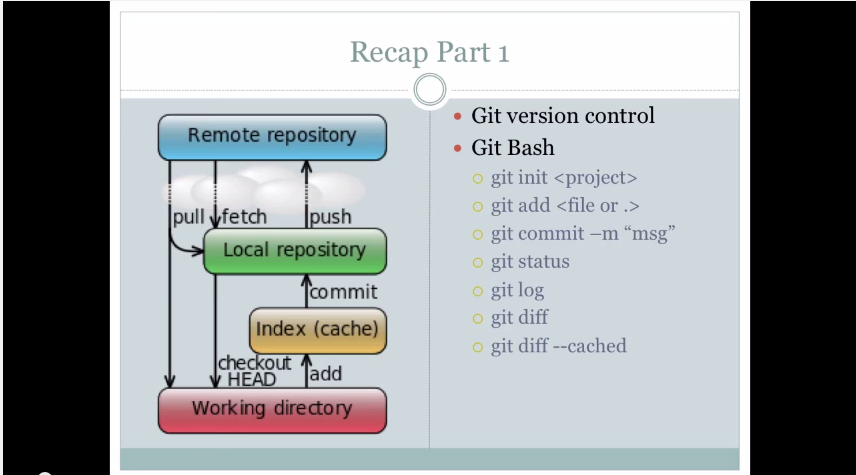 Recap Part 1
Remote repository
pull
fetch
push
Local repository
commit
Index (cache)
checkout
HEAD
add
Working directory
Git version control
Git Bash
git init <project>
git add <file or .>
git commit –m “msg”
git status
git log
git diff
git diff --cached